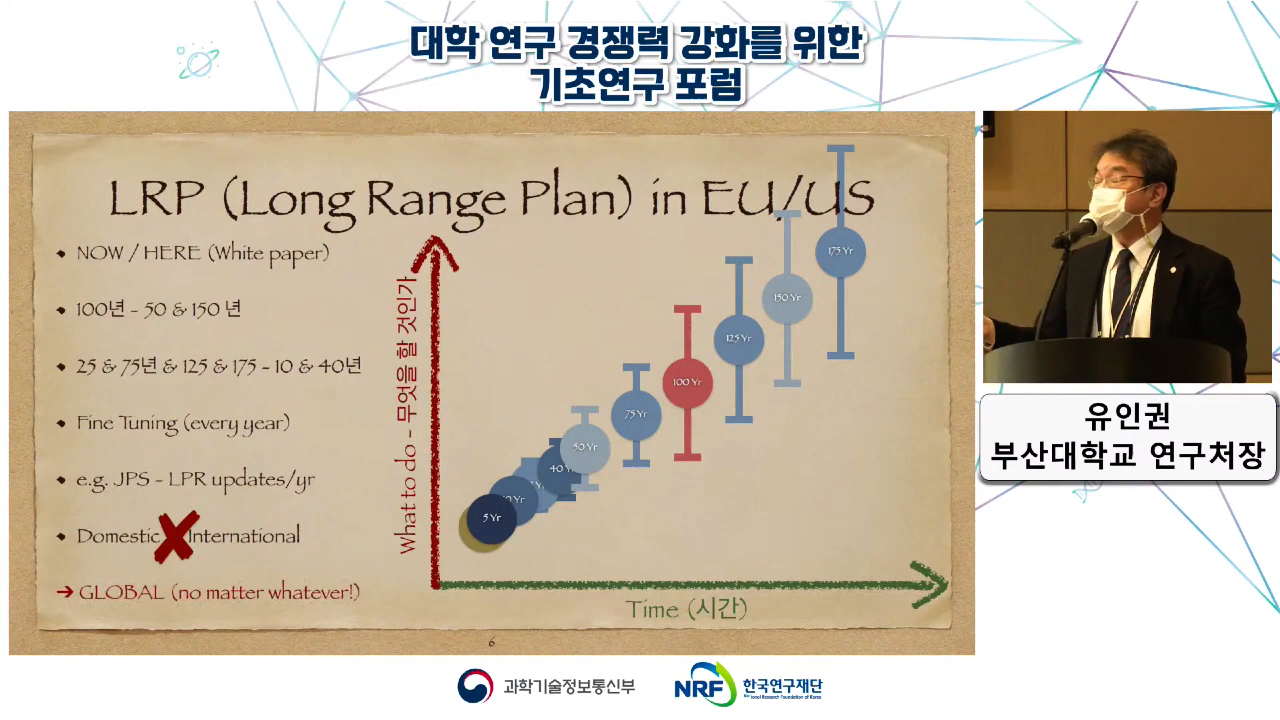 대학 연구 경쟁력 강화를 위한
기초연구 포럼
LRP (Long Range Plan) in EU/US
NOW / HERE (White paper)
100년 - 50 & 150 년
25 & 75년 & 125 & 175 - 10 & 40년
Fine Tuning (every year)
e.g. JPS - LPR updates/yr
Domestic International
➔ GLOBAL (no matter whatever!)
What to do - 무엇을 할 것인가
5 Yr
40 Y
50 Yr
75 Yr
100 Yr
125 Yr
150 Yr
175 Yr
Time (시간)
6
유인권
부산대학교 연구처장
과학기술정보통신부
NRF 한국연구재단
National Research Foundation of Korea